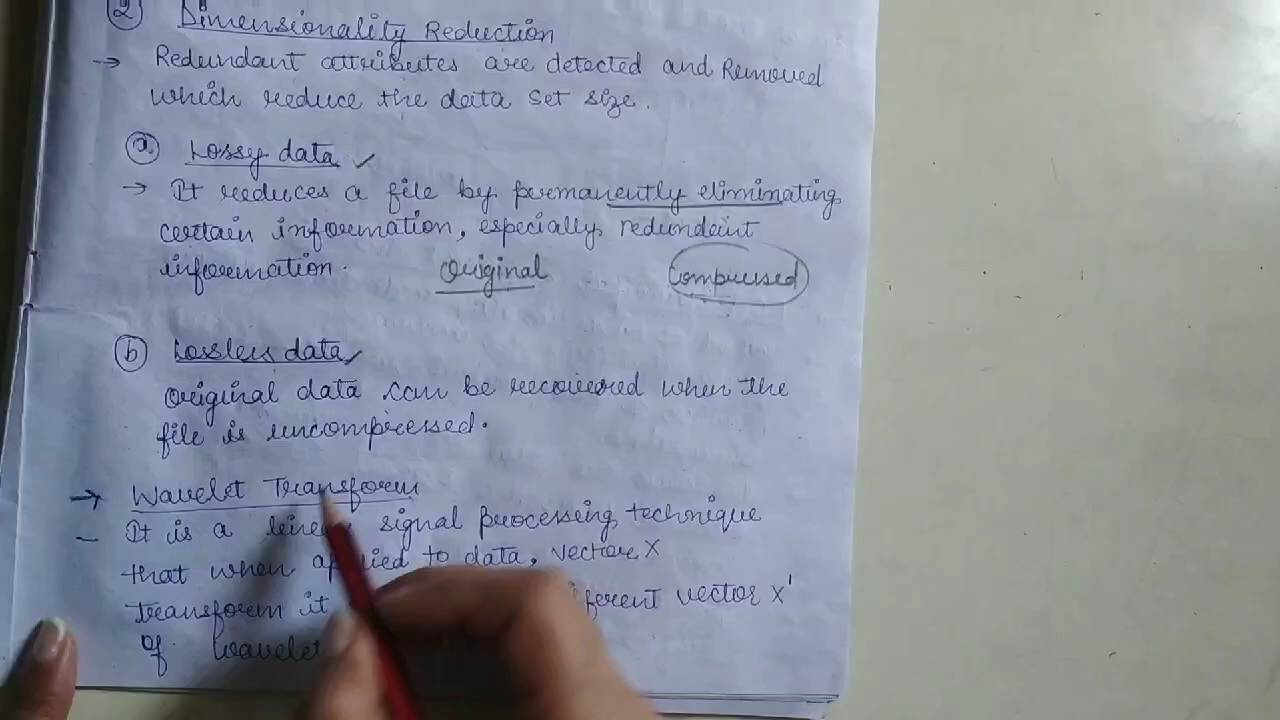 ② Dimensionality Reduction
→ Redundant attributes are detected and Removed
which reduce the data set size.
ⓐ Lossy data ✓
→ It reduces a file by permanently eliminating
certain information, especially redundant
information. Original Compressed
ⓑ Lossless data ✓
Original data can be recovered when the
file is uncompressed.
→ Wavelet Transform
- It is a signal processing technique
that when applied to data, vector X
transform it vector X'
of wavelet